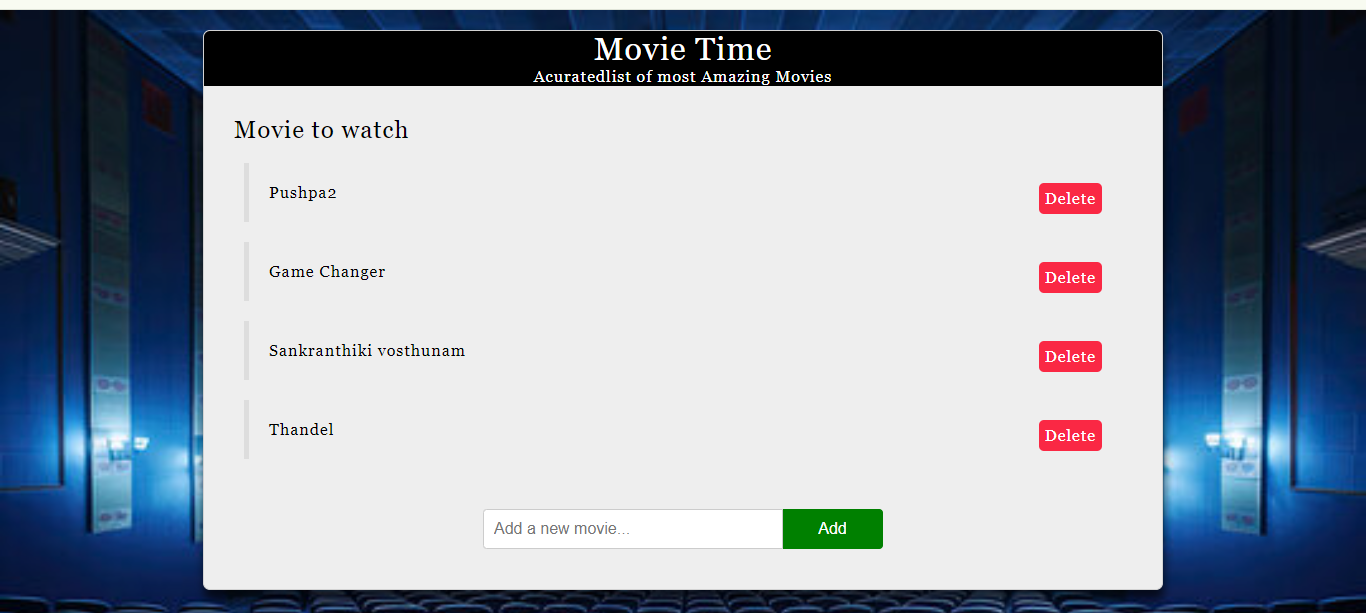 Movie Time
Acuratedlist of most Amazing Movies
Movie to watch
Pushpa2
Delete
Game Changer
Delete
Sankranthiki vosthunam
Delete
Thandel
Delete
Add a new movie...
Add